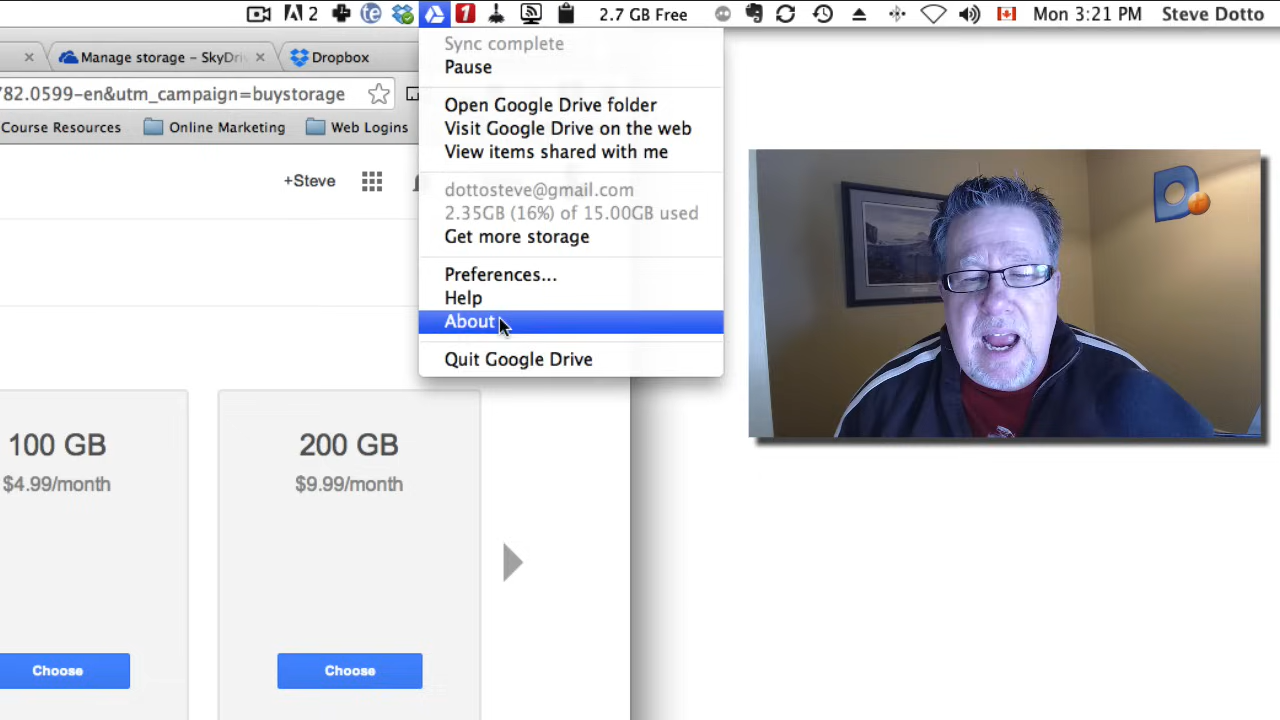 2
2.7 GB Free
Mon 3:21 PM
Steve Dotto
Manage storage – SkyDri
Dropbox
782.0599-en&utm_campaign=buystorage
Course Resources
Online Marketing
Web Logins
+Steve
Sync complete
Pause
Open Google Drive folder
Visit Google Drive on the web
View items shared with me
dottosteve@gmail.com
2.35GB (16%) of 15.00GB used
Get more storage
Preferences...
Help
About
Quit Google Drive
100 GB
$4.99/month
Choose
200 GB
$9.99/month
Choose